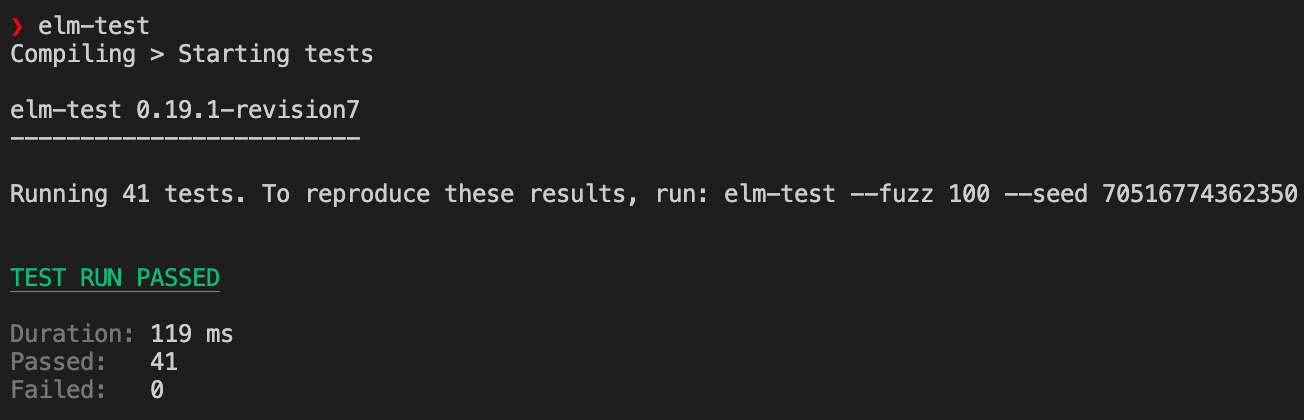 ❯ elm-test
Compiling > Starting tests
elm-test 0.19.1-revision7
-------------------------
Running 41 tests. To reproduce these results, run: elm-test --fuzz 100 --seed 70516774362350
TEST RUN PASSED
Duration: 119 ms
Passed:   41
Failed:   0